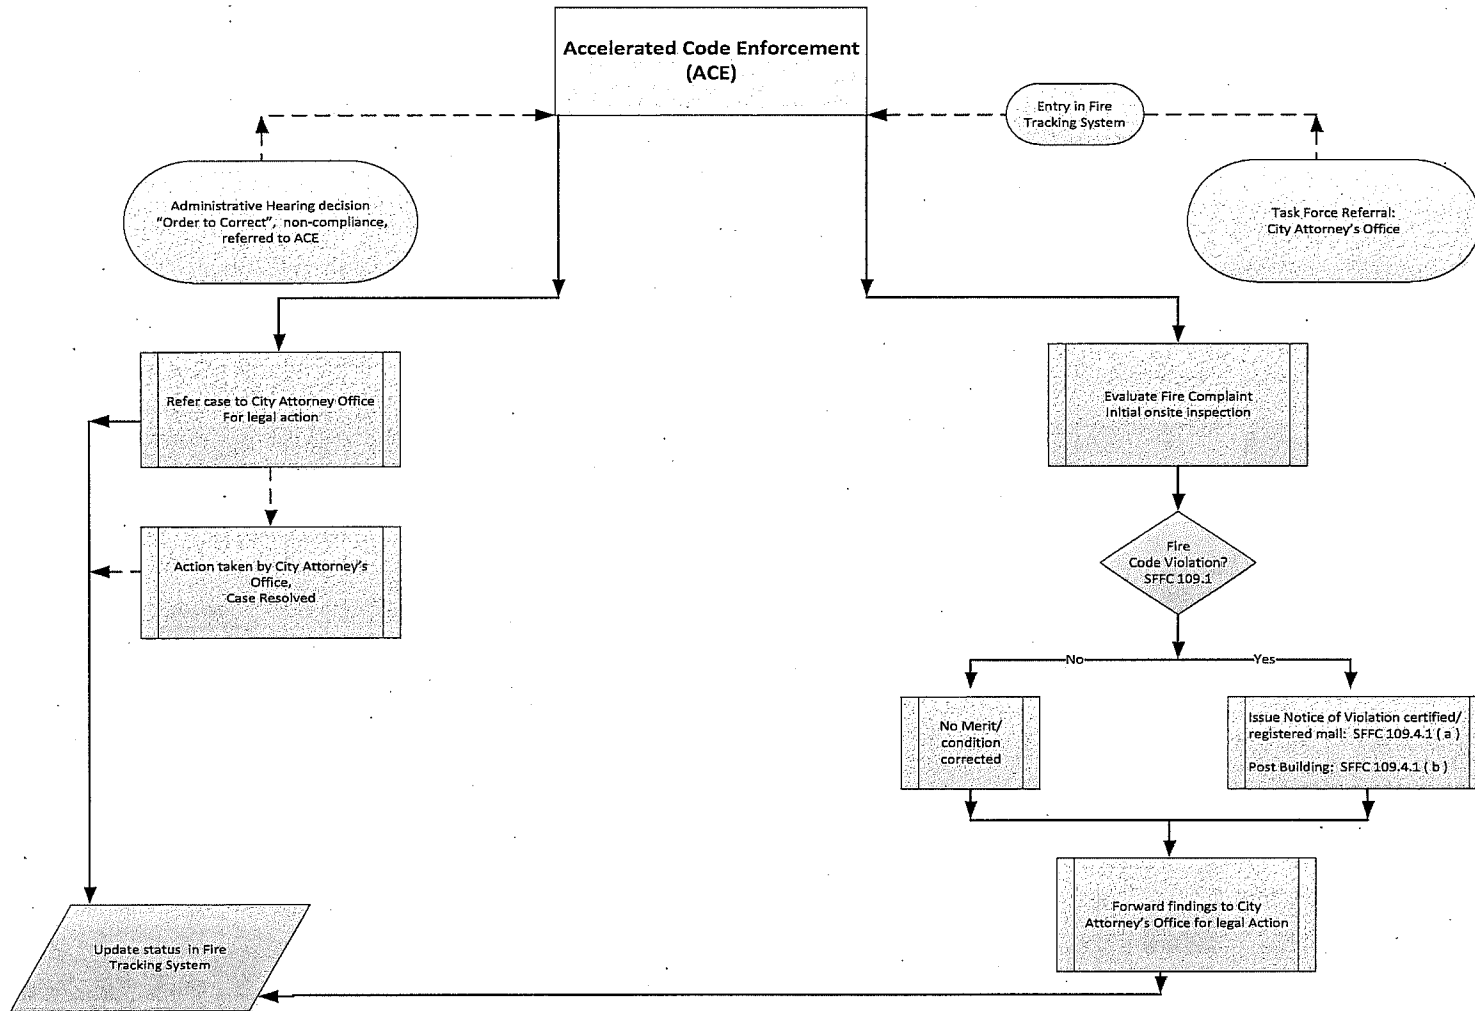 Accelerated Code Enforcement
(ACE)
Entry in Fire
Tracking System
Administrative Hearing decision
“Order to Correct”, non-compliance,
referred to ACE
Task Force Referral:
City Attorney’s Office
Refer case to City Attorney Office
For legal action
Evaluate Fire Complaint
Initial onsite inspection
Action taken by City Attorney’s
Office,
Case Resolved
Fire
Code Violation?
SFFC 109.1
No
Yes
No Merit/
condition
corrected
Issue Notice of Violation certified/
registered mail: SFFC 109.4.1 ( a )
Post Building: SFFC 109.4.1 ( b )
Forward findings to City
Attorney’s Office for legal Action
Update status in Fire
Tracking System